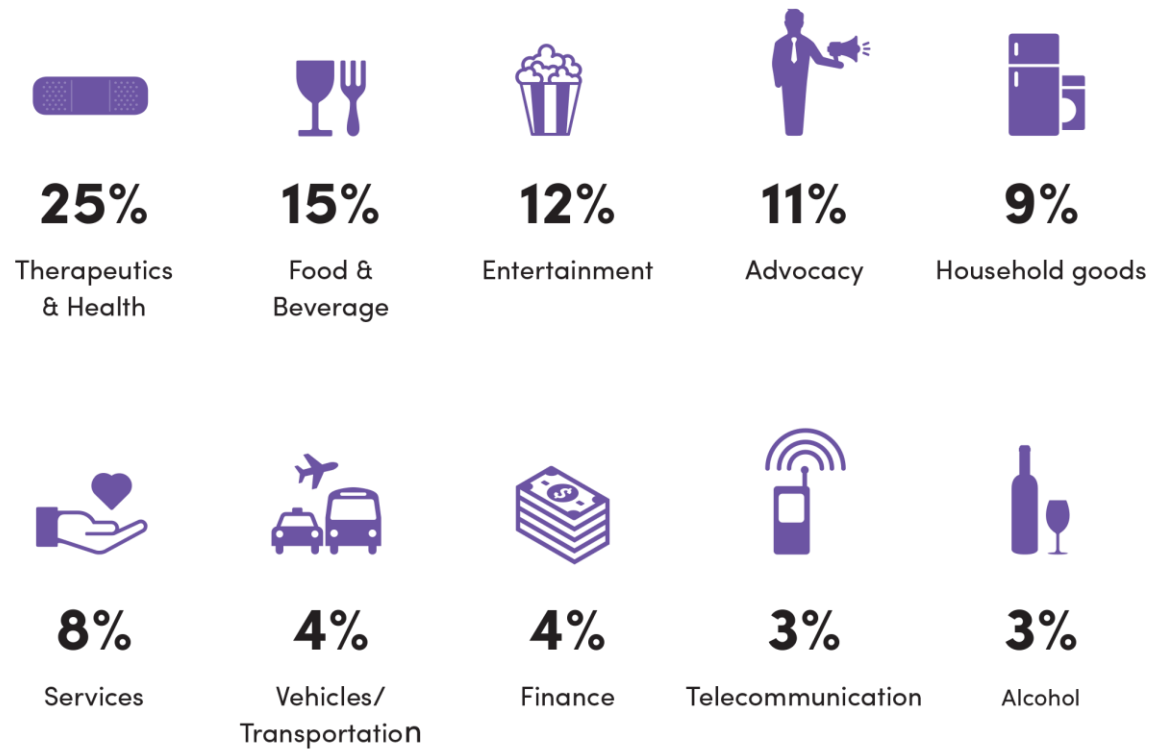 25%
15%
12%
11%
9%
Therapeutics
& Health
Food &
Beverage
Entertainment
Advocacy
Household goods
8%
4%
4%
3%
3%
Services
Vehicles/
Transportation
Finance
Telecommunication
Alcohol